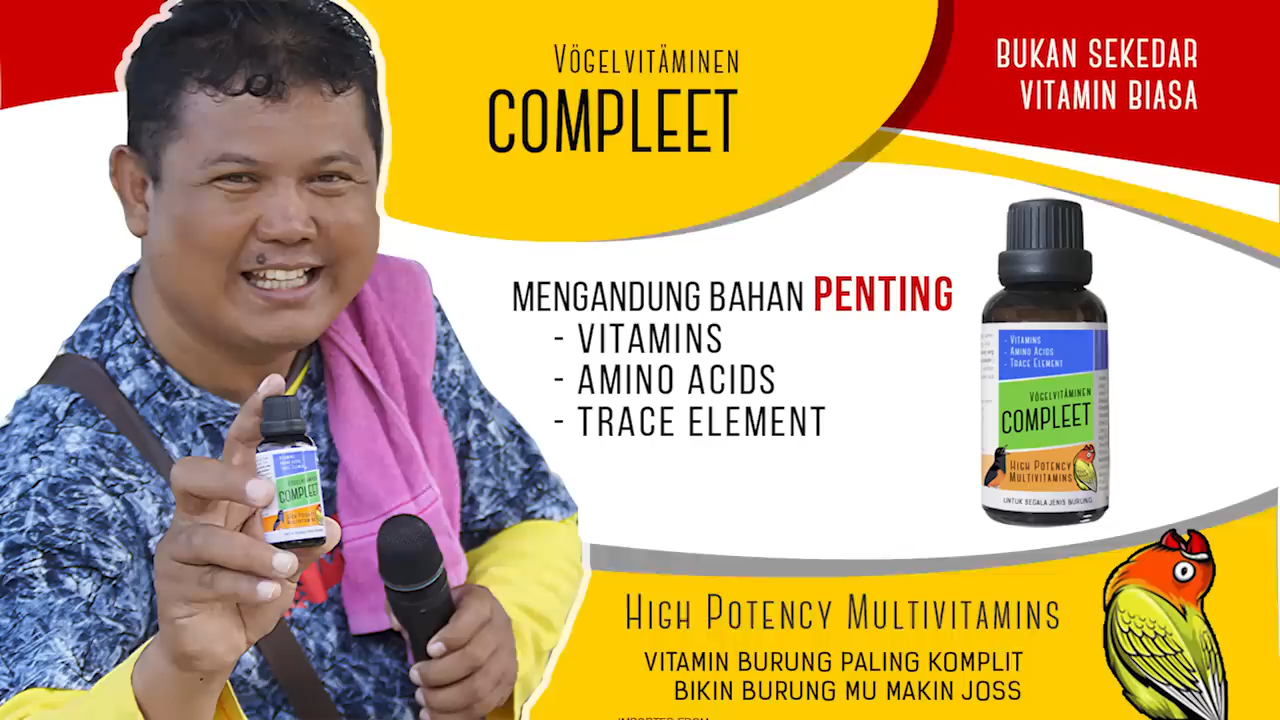 VÖGELVITÄMINEN
COMPLEET
BUKAN SEKEDAR
VITAMIN BIASA
MENGANDUNG BAHAN PENTING
- VITAMINS
- AMINO ACIDS
- TRACE ELEMENT
- VITAMINS
- AMINO ACIDS
- TRACE ELEMENT
VÖGELVITÄMINEN
COMPLEET
HIGH POTENCY
MULTIVITAMINS
UNTUK SEGALA JENIS BURUNG
COMPLEET
HIGH POTENCY MULTIVITAMINS
VITAMIN BURUNG PALING KOMPLIT
BIKIN BURUNG MU MAKIN JOSS